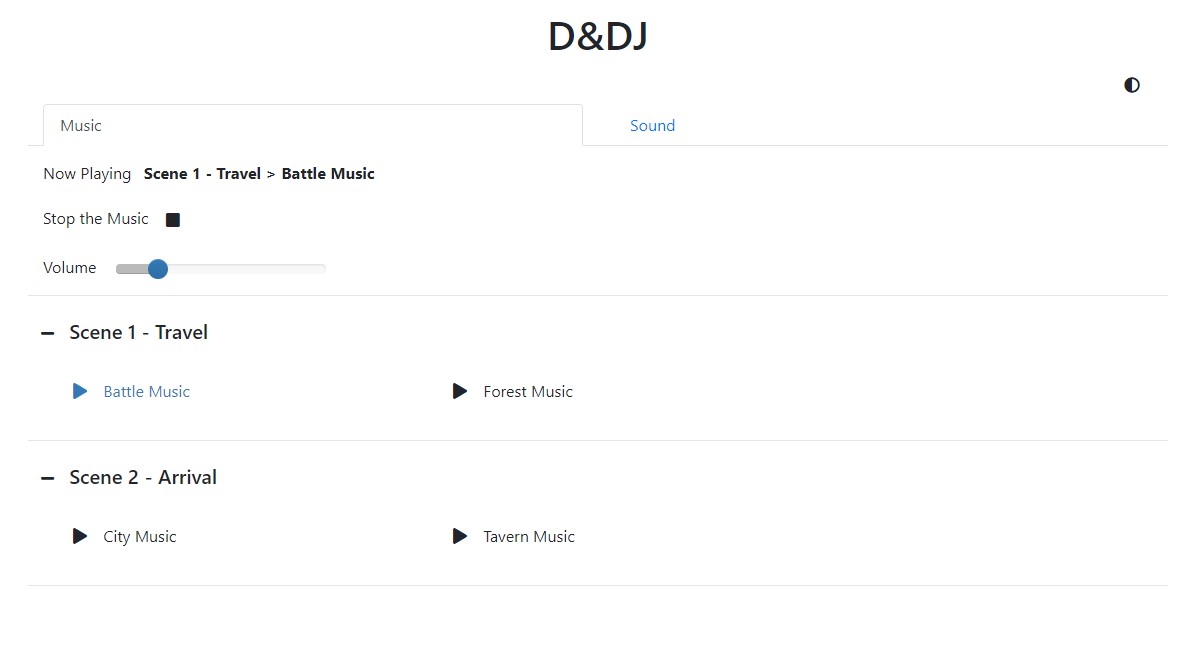 D&DJ
Music Sound
Now Playing Scene 1 - Travel > Battle Music
Stop the Music
Volume
Scene 1 - Travel
Battle Music Forest Music
Scene 2 - Arrival
City Music Tavern Music